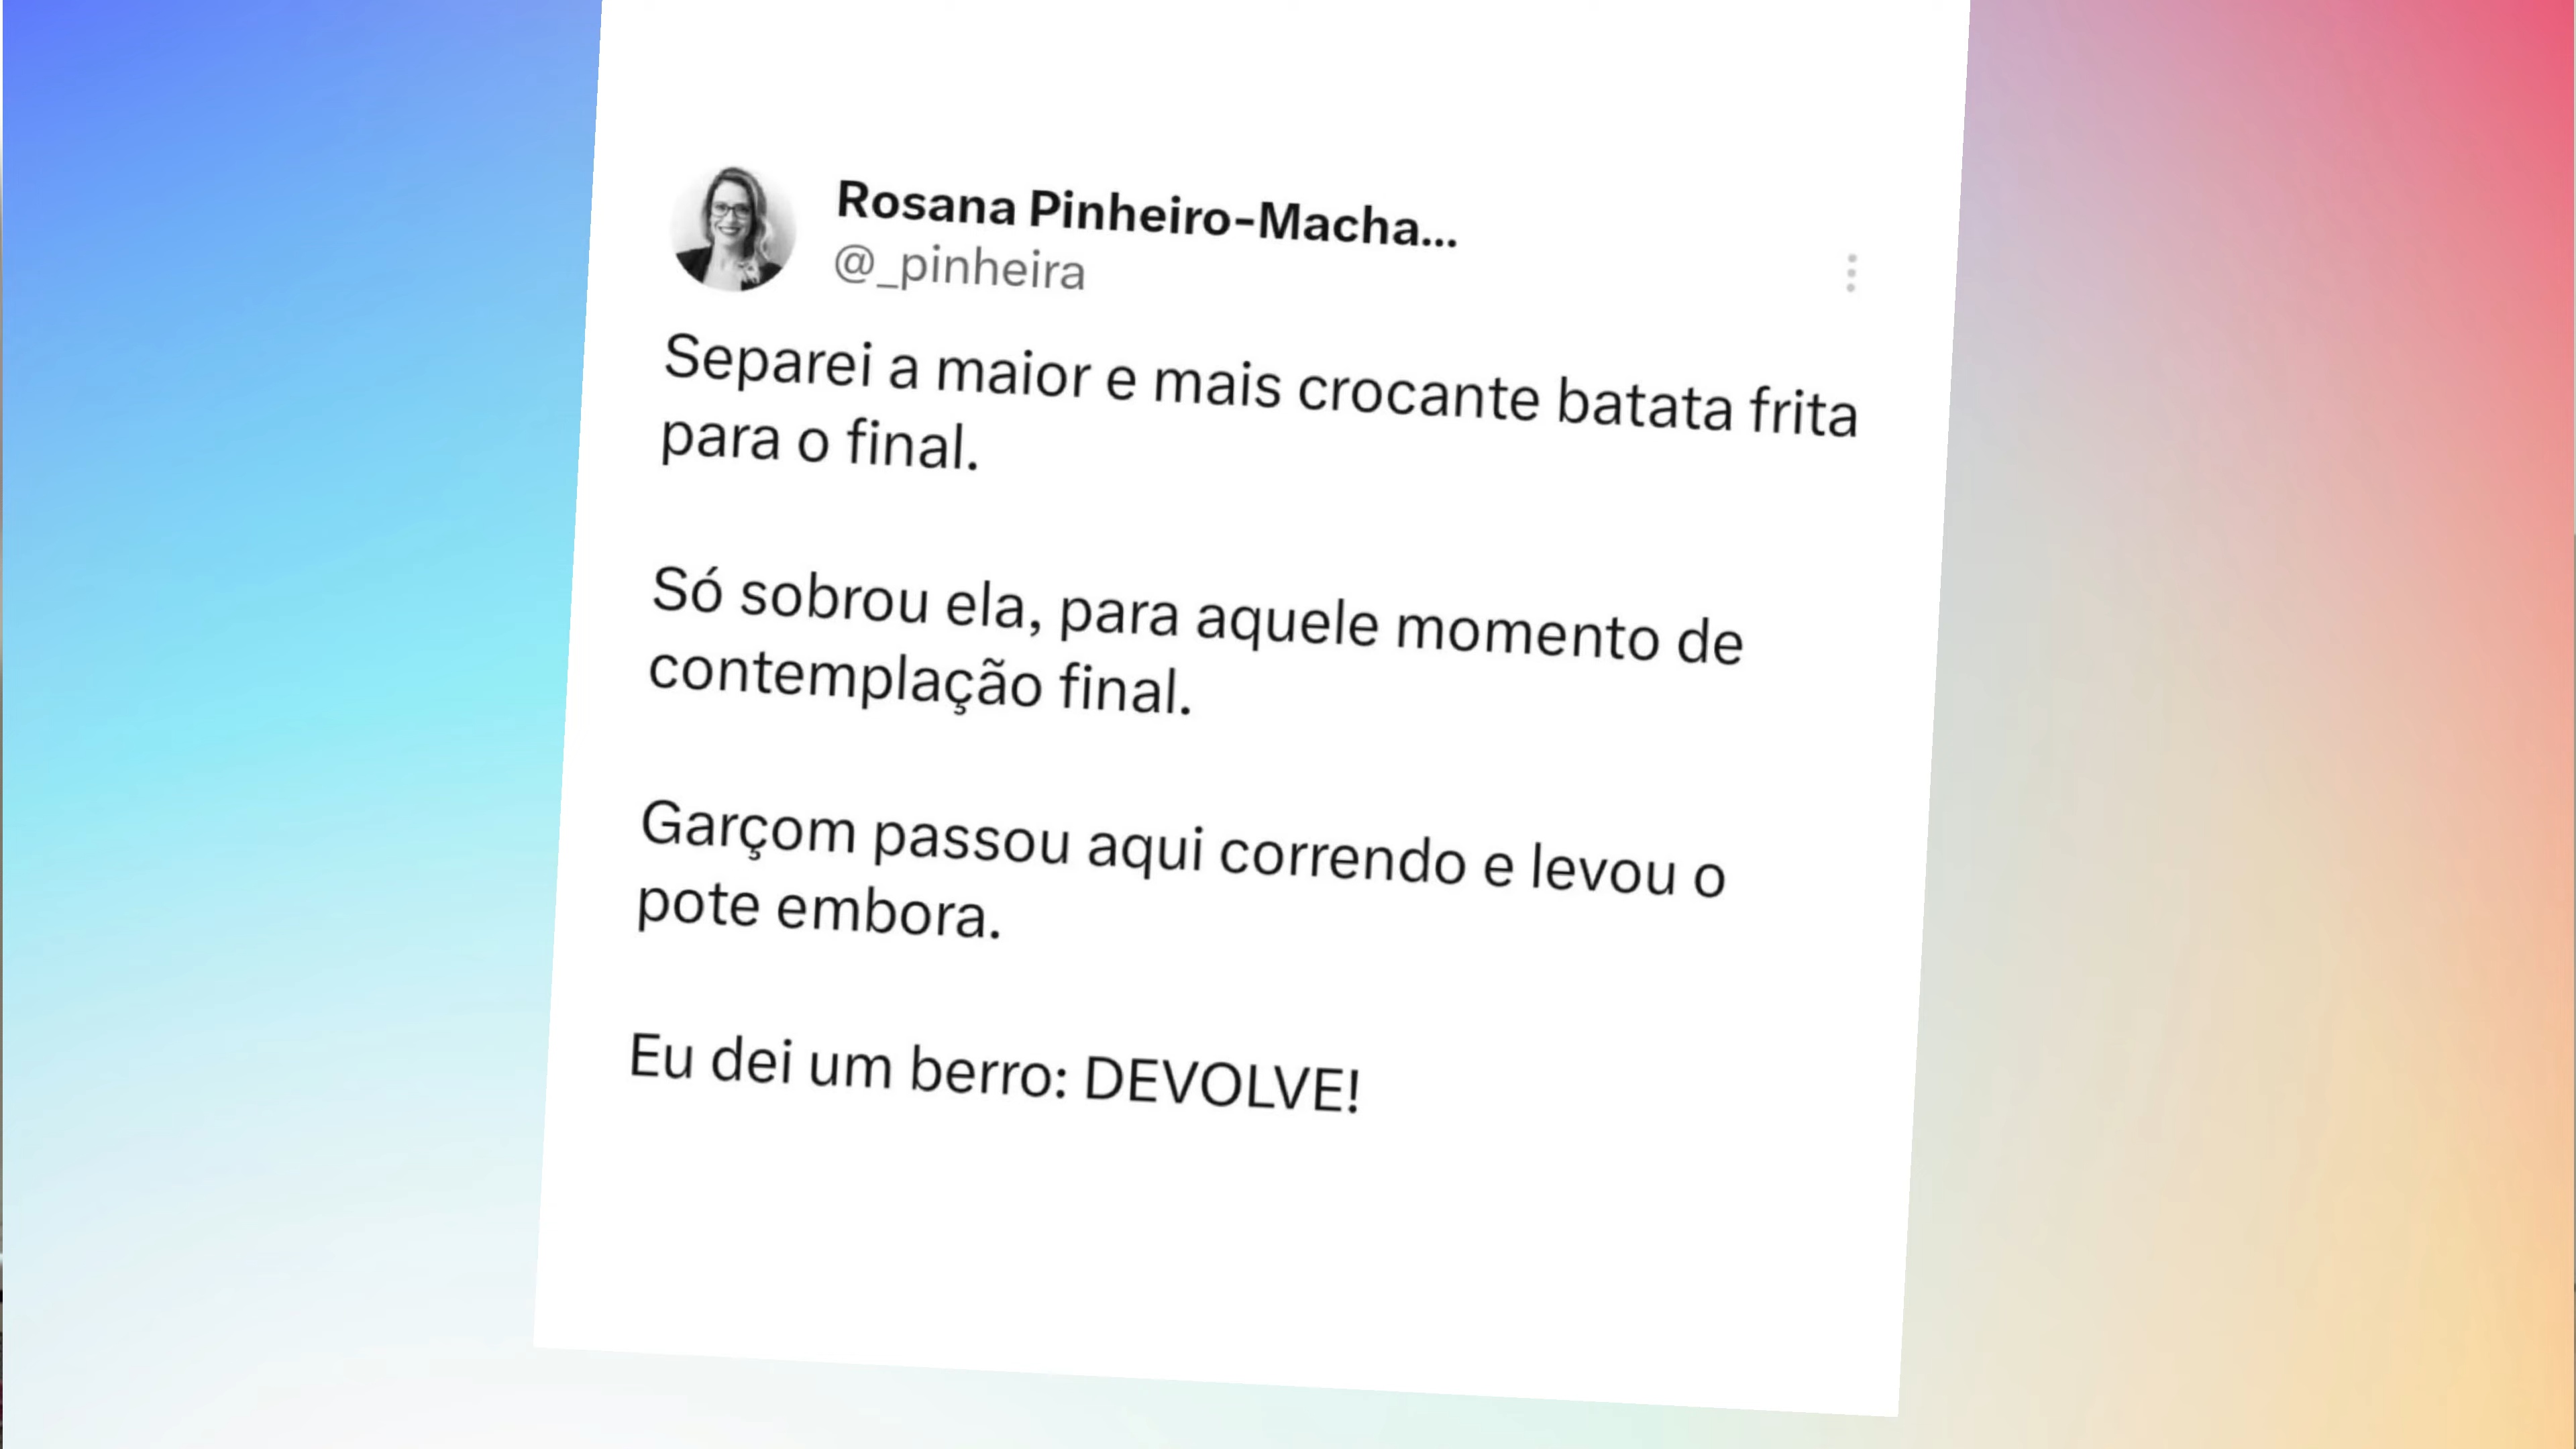 Rosana Pinheiro-Macha...
@_pinheira
Separei a maior e mais crocante batata frita
para o final.
Só sobrou ela, para aquele momento de
contemplação final.
Garçom passou aqui correndo e levou o
pote embora.
Eu dei um berro: DEVOLVE!